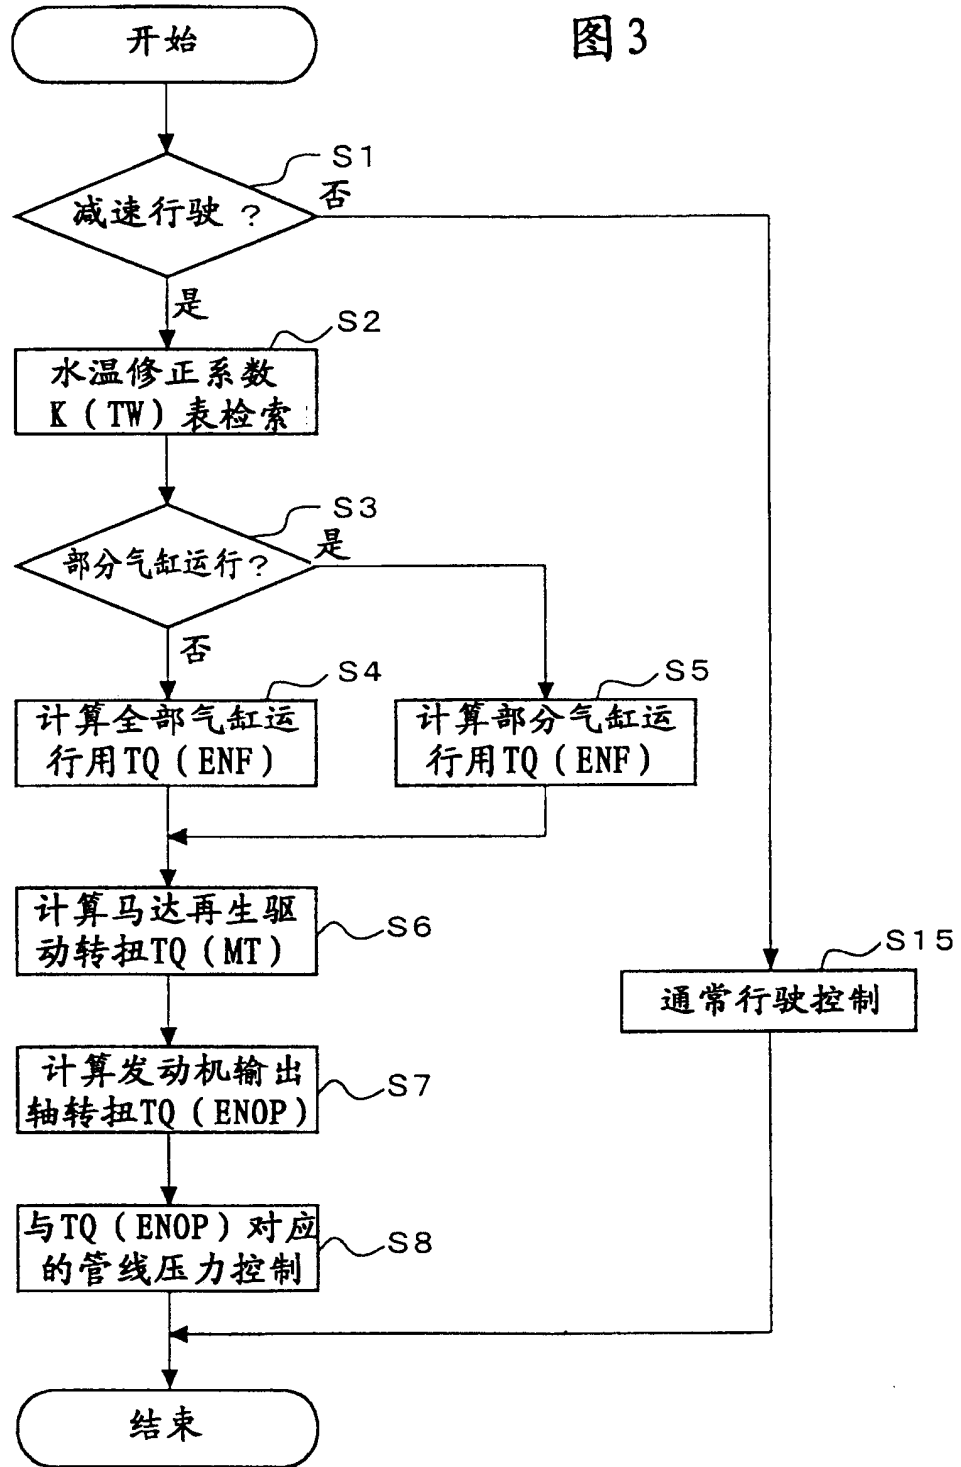 图3
开始
S1
减速行驶？
否
是
S2
水温修正系数
K（TW）表检索
S3
部分气缸运行？
是
否
S4
计算全部气缸运
行用TQ（ENF）
S5
计算部分气缸运
行用TQ（ENF）
计算马达再生驱
动转扭TQ（MT）
S6
S15
通常行驶控制
计算发动机输出
轴转扭TQ（ENOP）
S7
与TQ（ENOP）对应
的管线压力控制
S8
结束